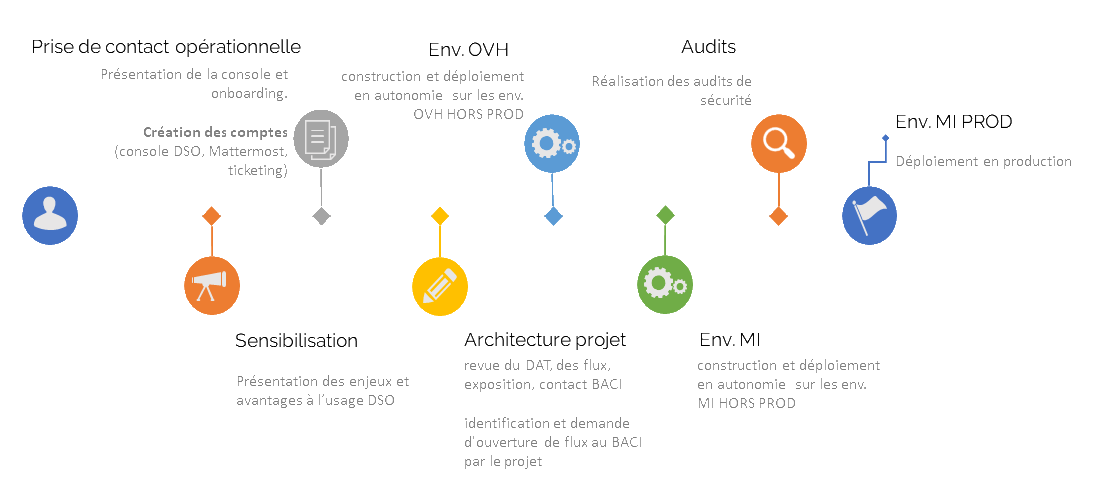 Prise de contact opérationnelle
Présentation de la console et
onboarding.
Création des comptes
(console DSO, Mattermost,
ticketing)
Env. OVH
construction et déploiement
en autonomie sur les env.
OVH HORS PROD
Audits
Réalisation des audits de
sécurité
Env. MI PROD
Déploiement en production
Sensibilisation
Présentation des enjeux et
avantages à l'usage DSO
Architecture projet
revue du DAT, des flux,
exposition, contact BACI
identification et demande
d'ouverture de flux au BACI
par le projet
Env. MI
construction et déploiement
en autonomie sur les env.
MI HORS PROD